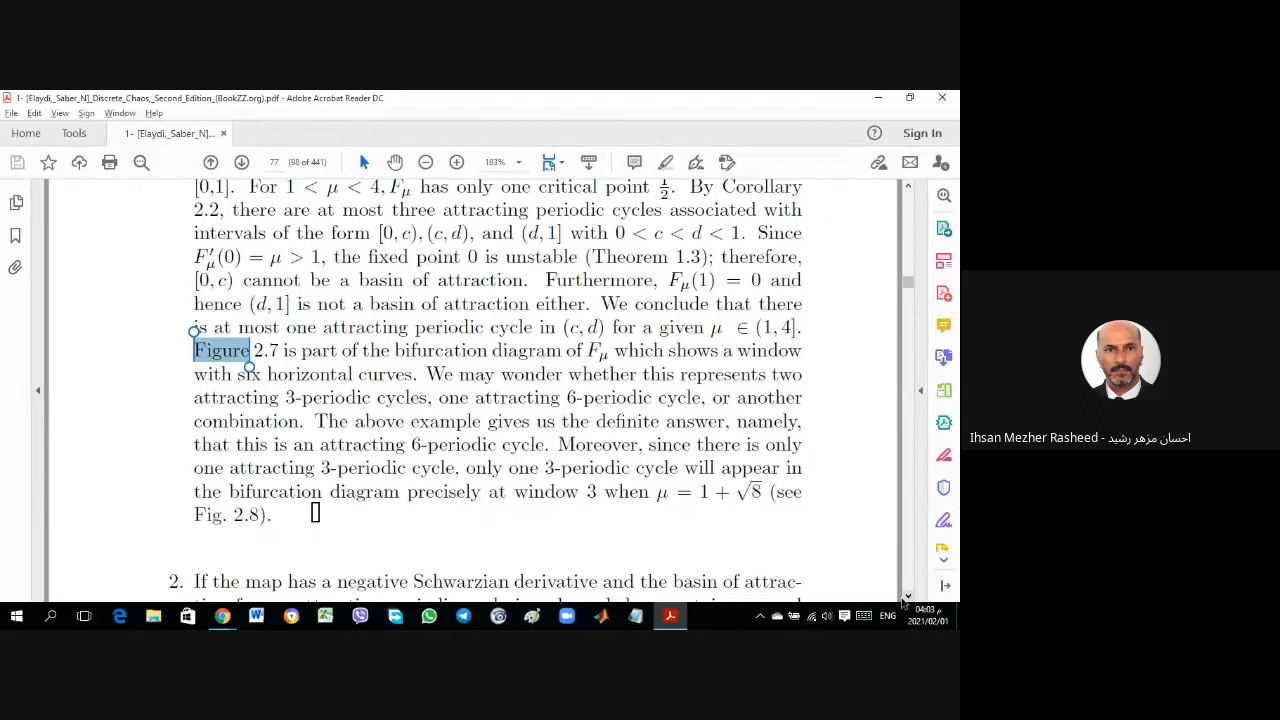 1- [Elaydi,_Saber_N]_Discrete_Chaos,_Second_Edition_(BookZZ.org).pdf - Adobe Acrobat Reader DC
File Edit View Sign Window Help
Home Tools 1- [Elaydi,_Saber_N]... × Sign In
77 (98 of 441) 183%
[0,1]. For 1 < μ < 4, Fμ has only one critical point 1/2. By Corollary
2.2, there are at most three attracting periodic cycles associated with
intervals of the form [0, c), (c, d), and (d, 1] with 0 < c < d < 1. Since
F′μ(0) = μ > 1, the fixed point 0 is unstable (Theorem 1.3); therefore,
[0, c) cannot be a basin of attraction. Furthermore, Fμ(1) = 0 and
hence (d, 1] is not a basin of attraction either. We conclude that there
is at most one attracting periodic cycle in (c, d) for a given μ ∈ (1, 4].
Figure 2.7 is part of the bifurcation diagram of Fμ which shows a window
with six horizontal curves. We may wonder whether this represents two
attracting 3-periodic cycles, one attracting 6-periodic cycle, or another
combination. The above example gives us the definite answer, namely,
that this is an attracting 6-periodic cycle. Moreover, since there is only
one attracting 3-periodic cycle, only one 3-periodic cycle will appear in
the bifurcation diagram precisely at window 3 when μ = 1 + √8 (see
Fig. 2.8).
2. If the map has a negative Schwarzian derivative and the basin of attrac-
ENG
04:03 م
2021/02/01
Ihsan Mezher Rasheed - احسان مزهر رشيد